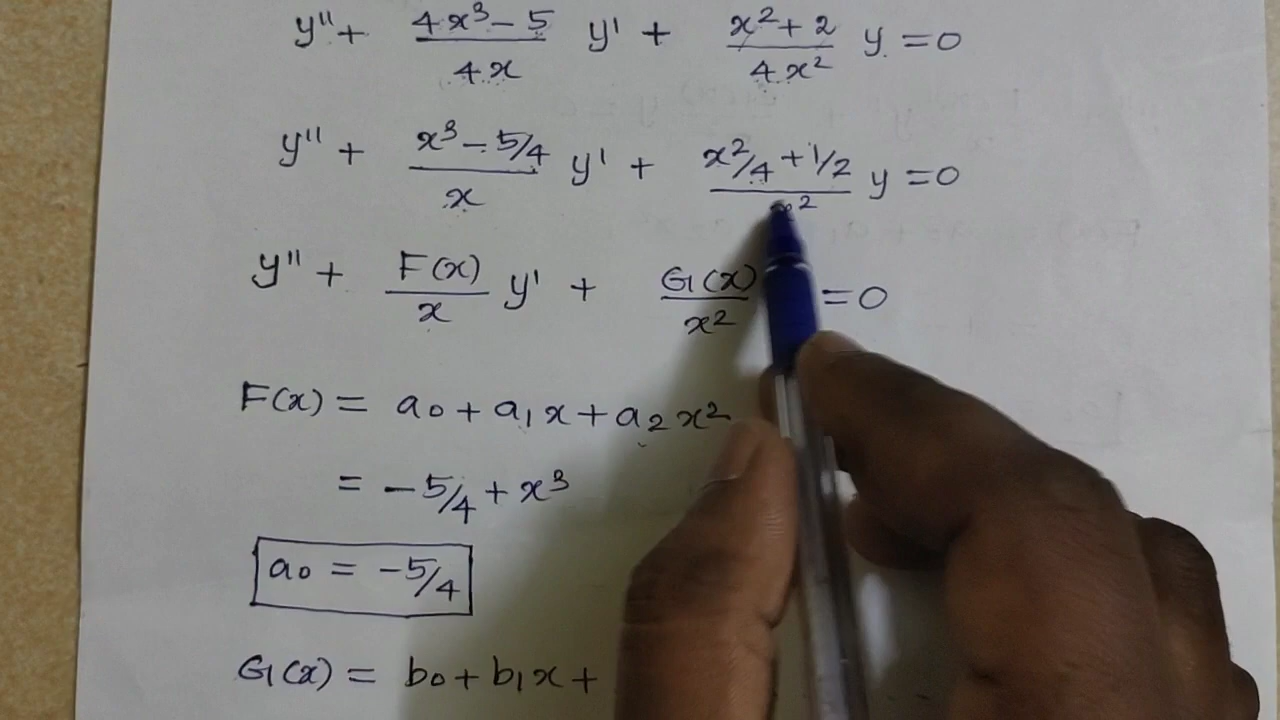 y'' + (4x³ - 5)/(4x) y' + (x² + 2)/(4x²) y = 0
y'' + (x³ - 5/4)/x y' + (x²/4 + 1/2)/x² y = 0
y'' + F(x)/x y' + G(x)/x² = 0
F(x) = a₀ + a₁x + a₂x²
= -5/4 + x³
a₀ = -5/4
G(x) = b₀ + b₁x +